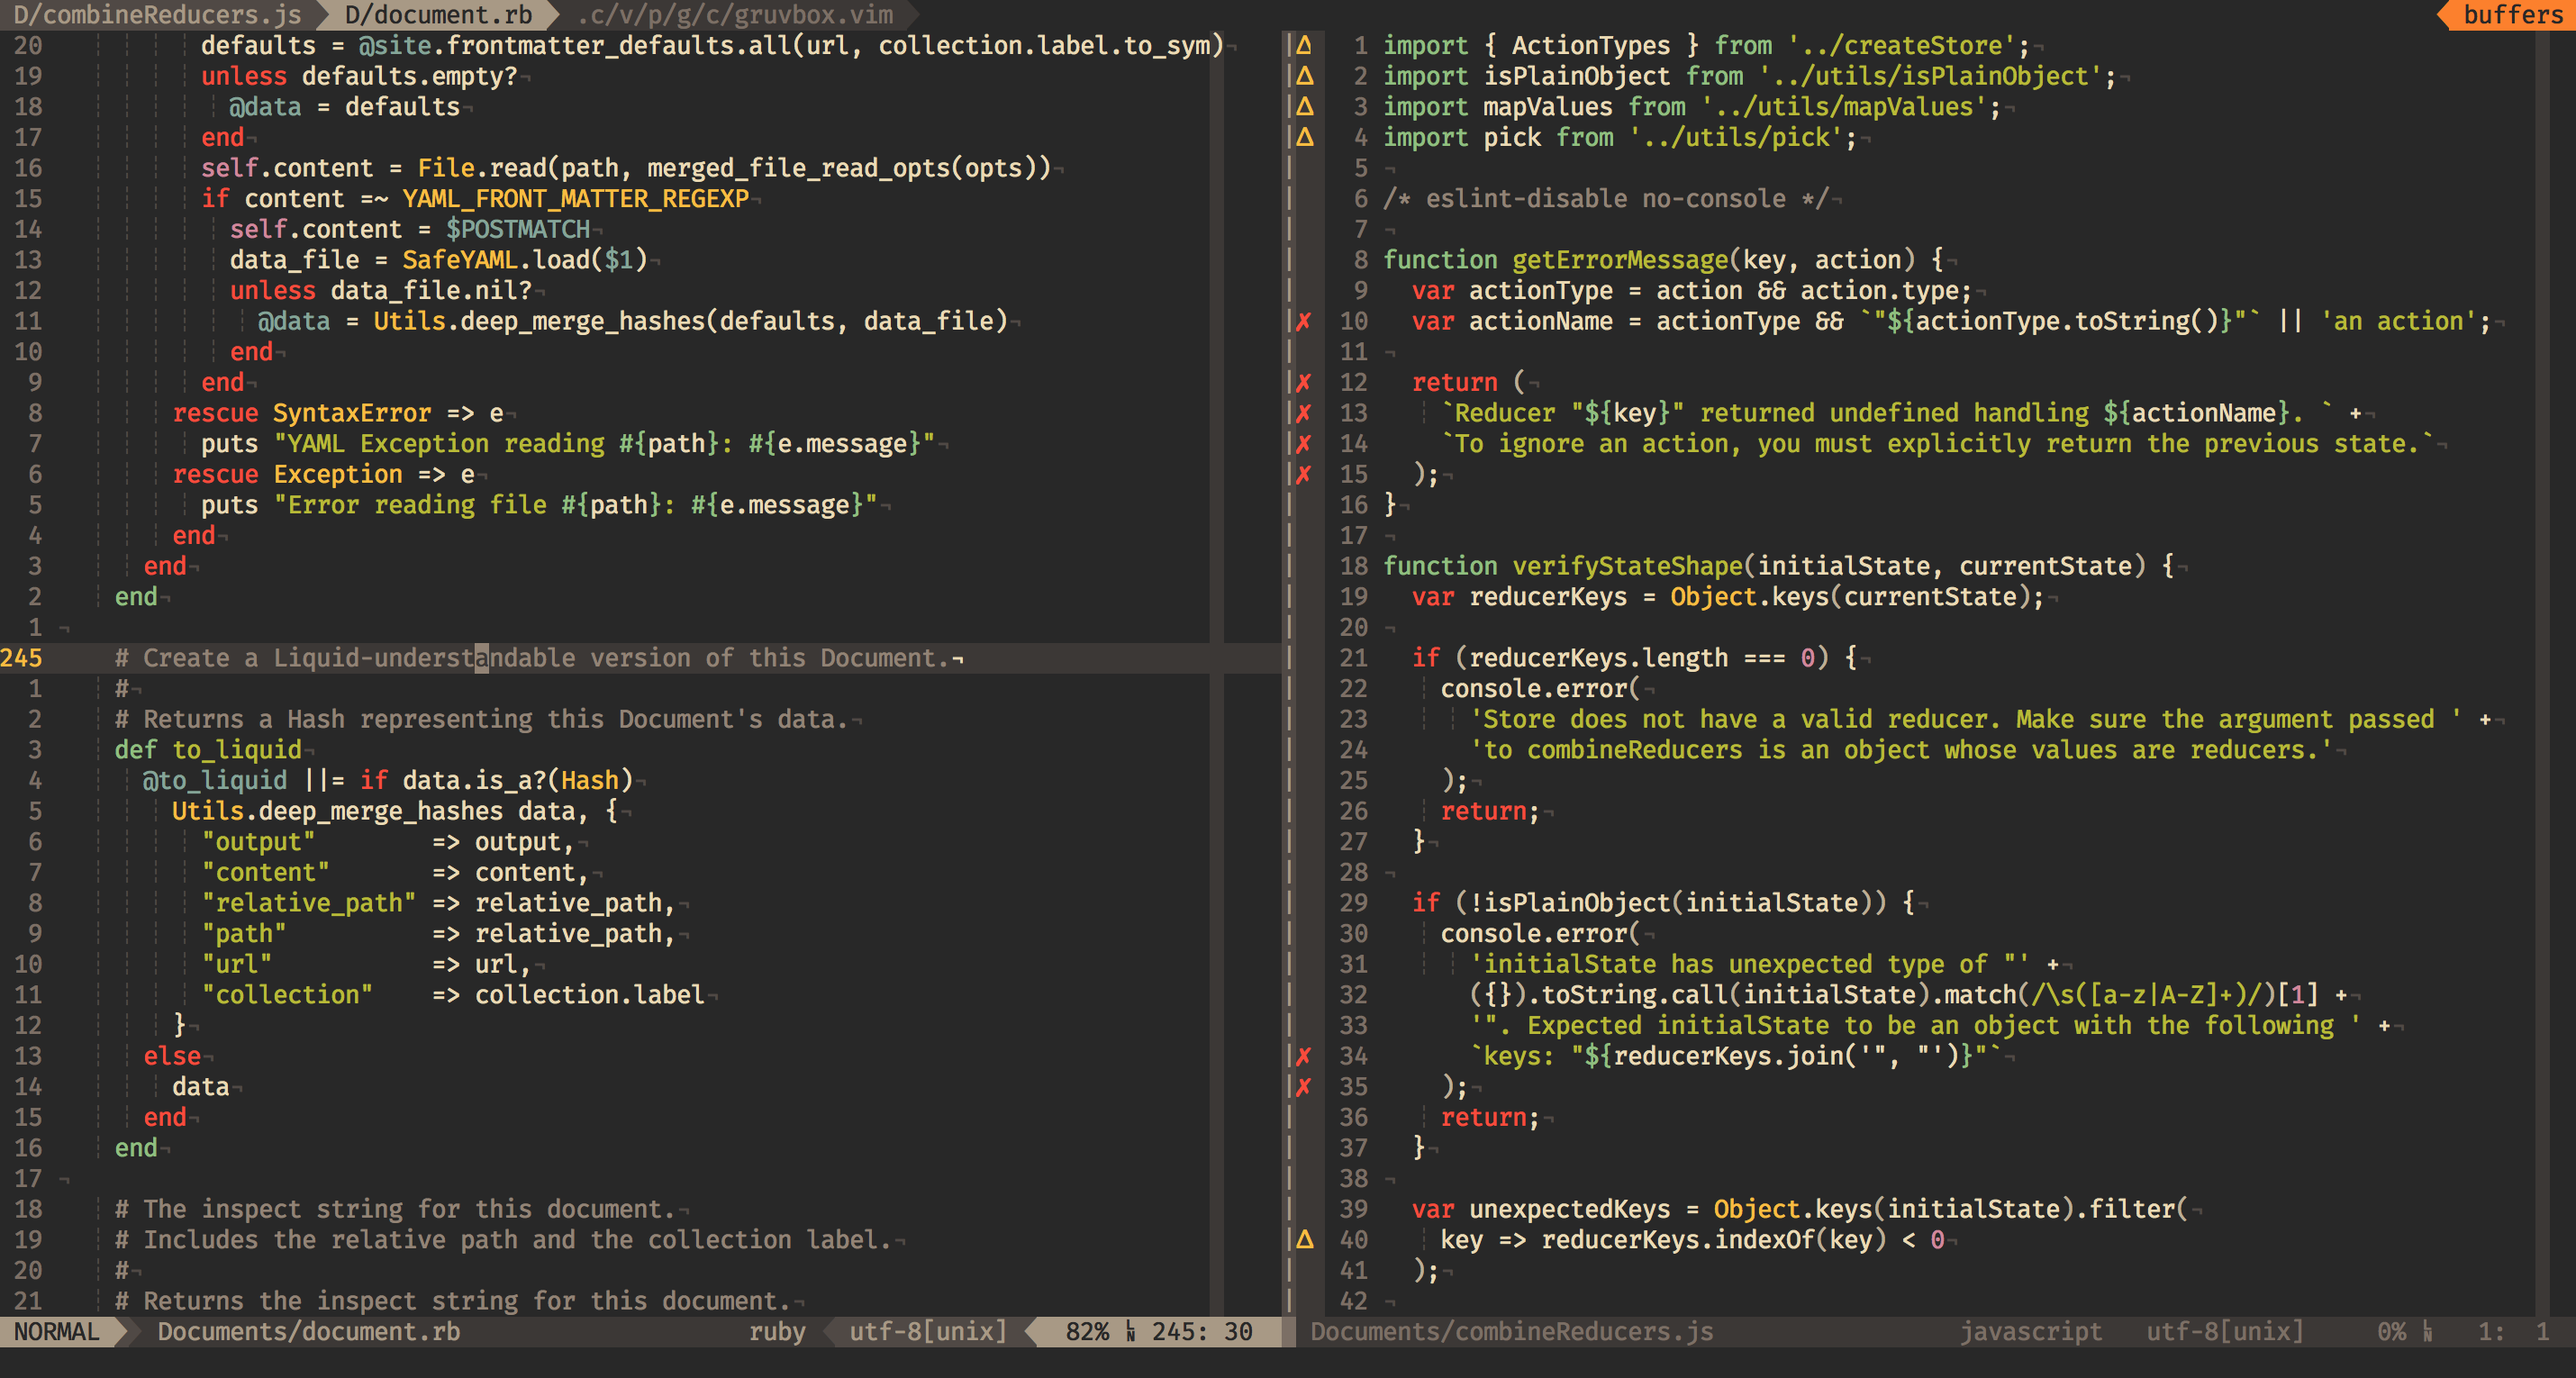 D/combineReducers.js D/document.rb .c/v/p/g/c/gruvbox.vim buffers
20 defaults = @site.frontmatter_defaults.all(url, collection.label.to_sym)¬
19 unless defaults.empty?¬
18 @data = defaults¬
17 end¬
16 self.content = File.read(path, merged_file_read_opts(opts))¬
15 if content =~ YAML_FRONT_MATTER_REGEXP¬
14 self.content = $POSTMATCH¬
13 data_file = SafeYAML.load($1)¬
12 unless data_file.nil?¬
11 @data = Utils.deep_merge_hashes(defaults, data_file)¬
10 end¬
9 end¬
8 rescue SyntaxError => e¬
7 puts "YAML Exception reading #{path}: #{e.message}"¬
6 rescue Exception => e¬
5 puts "Error reading file #{path}: #{e.message}"¬
4 end¬
3 end¬
2 end¬
1 ¬
245 # Create a Liquid-understandable version of this Document.¬
1 #¬
2 # Returns a Hash representing this Document's data.¬
3 def to_liquid¬
4 @to_liquid ||= if data.is_a?(Hash)¬
5 Utils.deep_merge_hashes data, {¬
6 "output" => output,¬
7 "content" => content,¬
8 "relative_path" => relative_path,¬
9 "path" => relative_path,¬
10 "url" => url,¬
11 "collection" => collection.label¬
12 }¬
13 else¬
14 data¬
15 end¬
16 end¬
17 ¬
18 # The inspect string for this document.¬
19 # Includes the relative path and the collection label.¬
20 #¬
21 # Returns the inspect string for this document.¬
NORMAL Documents/document.rb ruby utf-8[unix] 82% LN 245: 30
Δ 1 import { ActionTypes } from '../createStore';¬
Δ 2 import isPlainObject from '../utils/isPlainObject';¬
Δ 3 import mapValues from '../utils/mapValues';¬
Δ 4 import pick from '../utils/pick';¬
5 ¬
6 /* eslint-disable no-console */¬
7 ¬
8 function getErrorMessage(key, action) {¬
9 var actionType = action && action.type;¬
✗ 10 var actionName = actionType && `"${actionType.toString()}"` || 'an action';¬
11 ¬
✗ 12 return (¬
✗ 13 `Reducer "${key}" returned undefined handling ${actionName}. ` +¬
✗ 14 `To ignore an action, you must explicitly return the previous state.`¬
✗ 15 );¬
16 }¬
17 ¬
18 function verifyStateShape(initialState, currentState) {¬
19 var reducerKeys = Object.keys(currentState);¬
20 ¬
21 if (reducerKeys.length === 0) {¬
22 console.error(¬
23 'Store does not have a valid reducer. Make sure the argument passed ' +¬
24 'to combineReducers is an object whose values are reducers.'¬
25 );¬
26 return;¬
27 }¬
28 ¬
29 if (!isPlainObject(initialState)) {¬
30 console.error(¬
31 'initialState has unexpected type of "' +¬
32 ({}).toString.call(initialState).match(/\s([a-z|A-Z]+)/)[1] +¬
33 '". Expected initialState to be an object with the following ' +¬
✗ 34 `keys: "${reducerKeys.join('", "')}"`¬
✗ 35 );¬
36 return;¬
37 }¬
38 ¬
39 var unexpectedKeys = Object.keys(initialState).filter(¬
Δ 40 key => reducerKeys.indexOf(key) < 0¬
41 );¬
42 ¬
Documents/combineReducers.js javascript utf-8[unix] 0% LN 1: 1